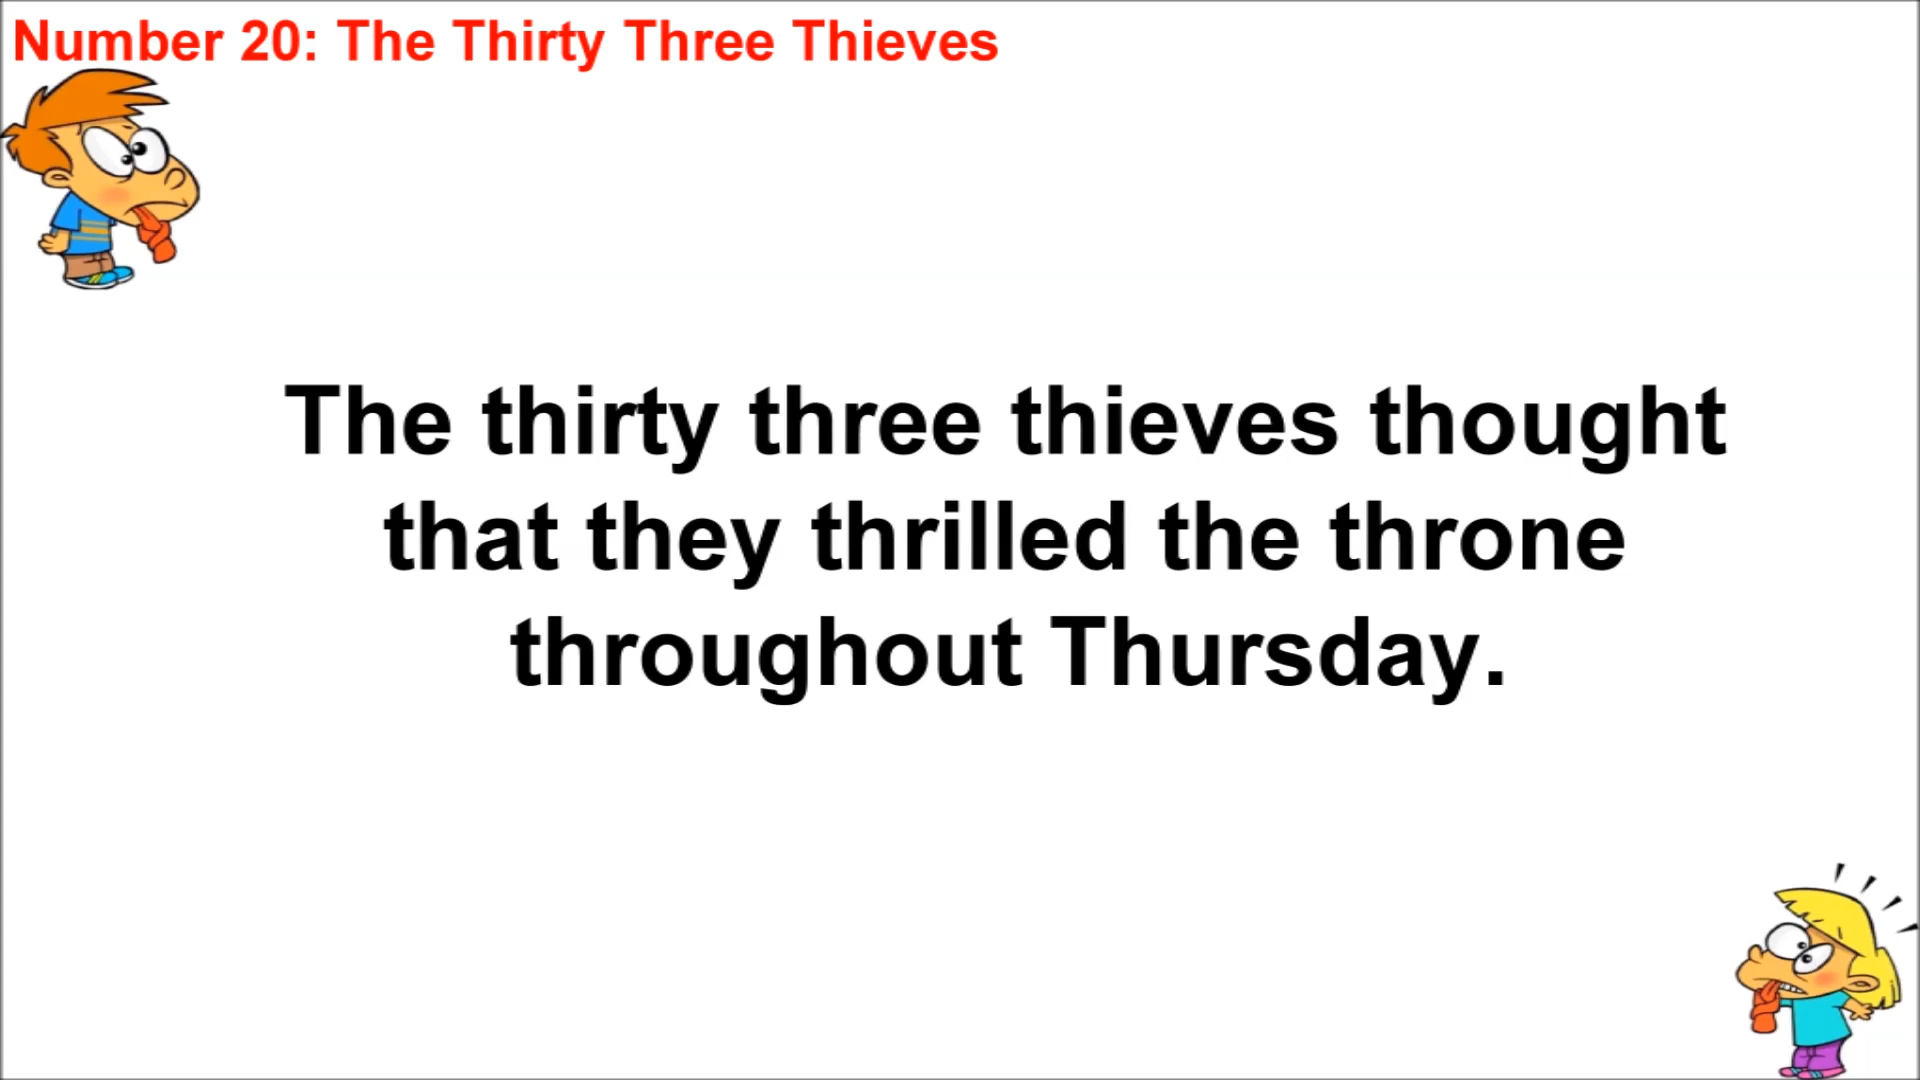 Number 20: The Thirty Three Thieves
The thirty three thieves thought
that they thrilled the throne
throughout Thursday.